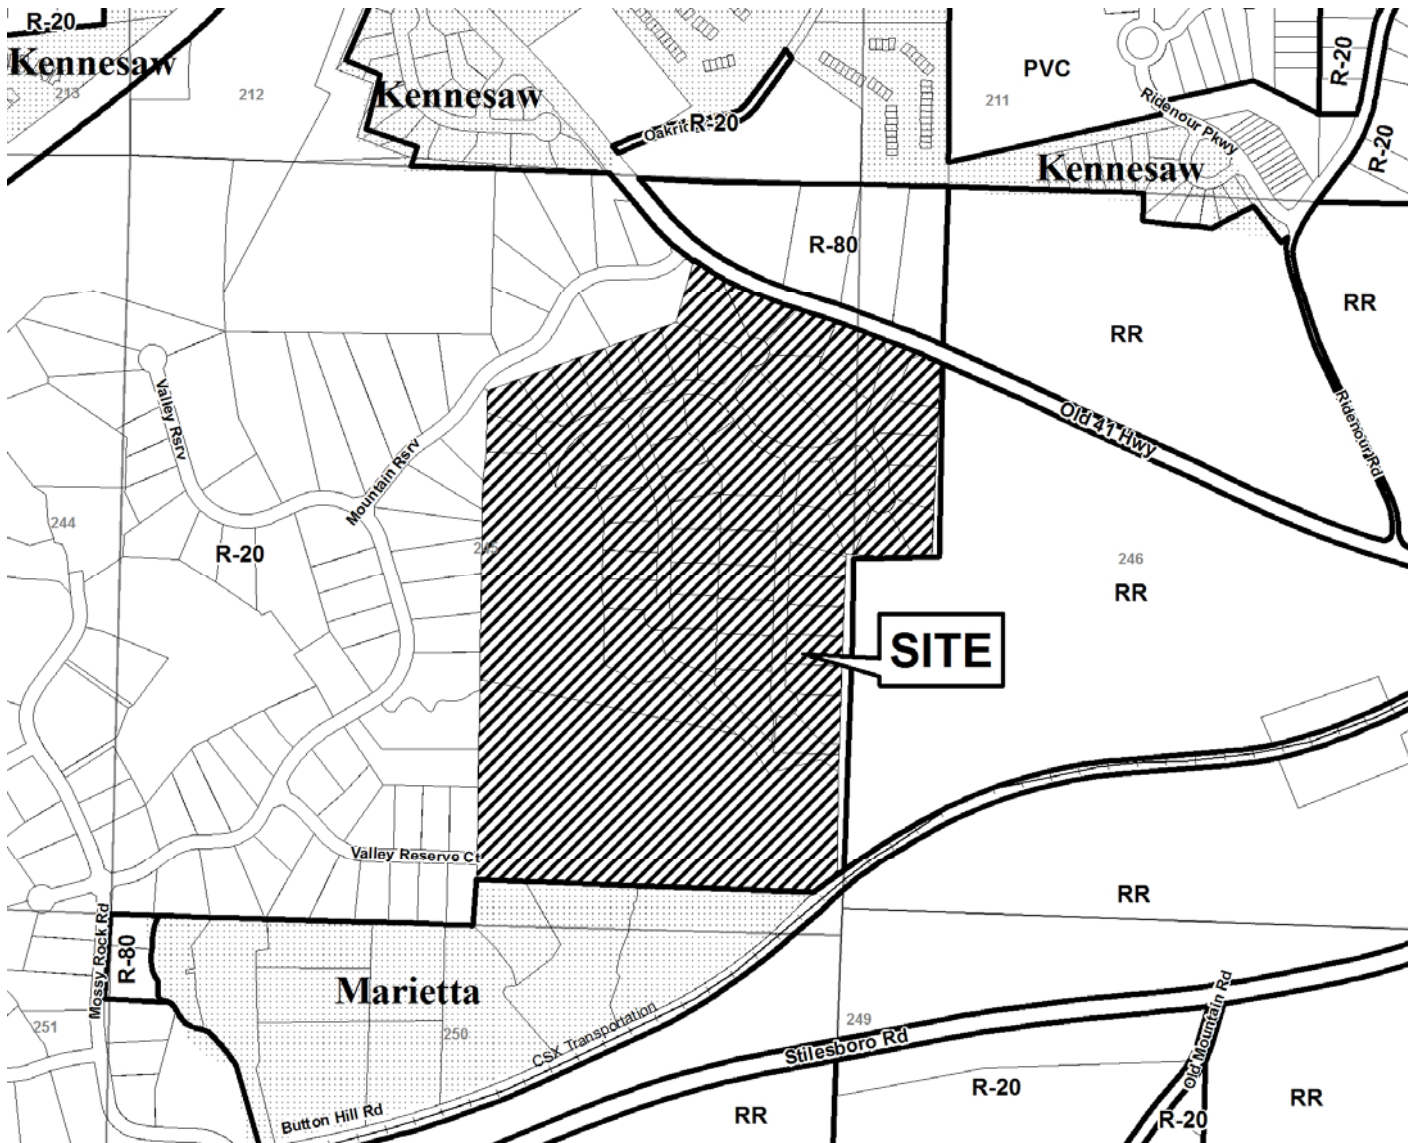 R-20
Kennesaw
213
212
Kennesaw
R-20
PVC
211
R-20
Ridenour Pkwy
R-20
Kennesaw
R-80
RR
RR
Valley Rsrv
Mountain Rsrv
Old 41 Hwy
Ridenour Rd
244
R-20
245
246
RR
SITE
Valley Reserve Ct
RR
Mossy Rock Rd
R-80
Marietta
251
250
CSX Transportation
249
Stilesboro Rd
Old Mountain Rd
R-20
RR
Button Hill Rd
RR
R-20